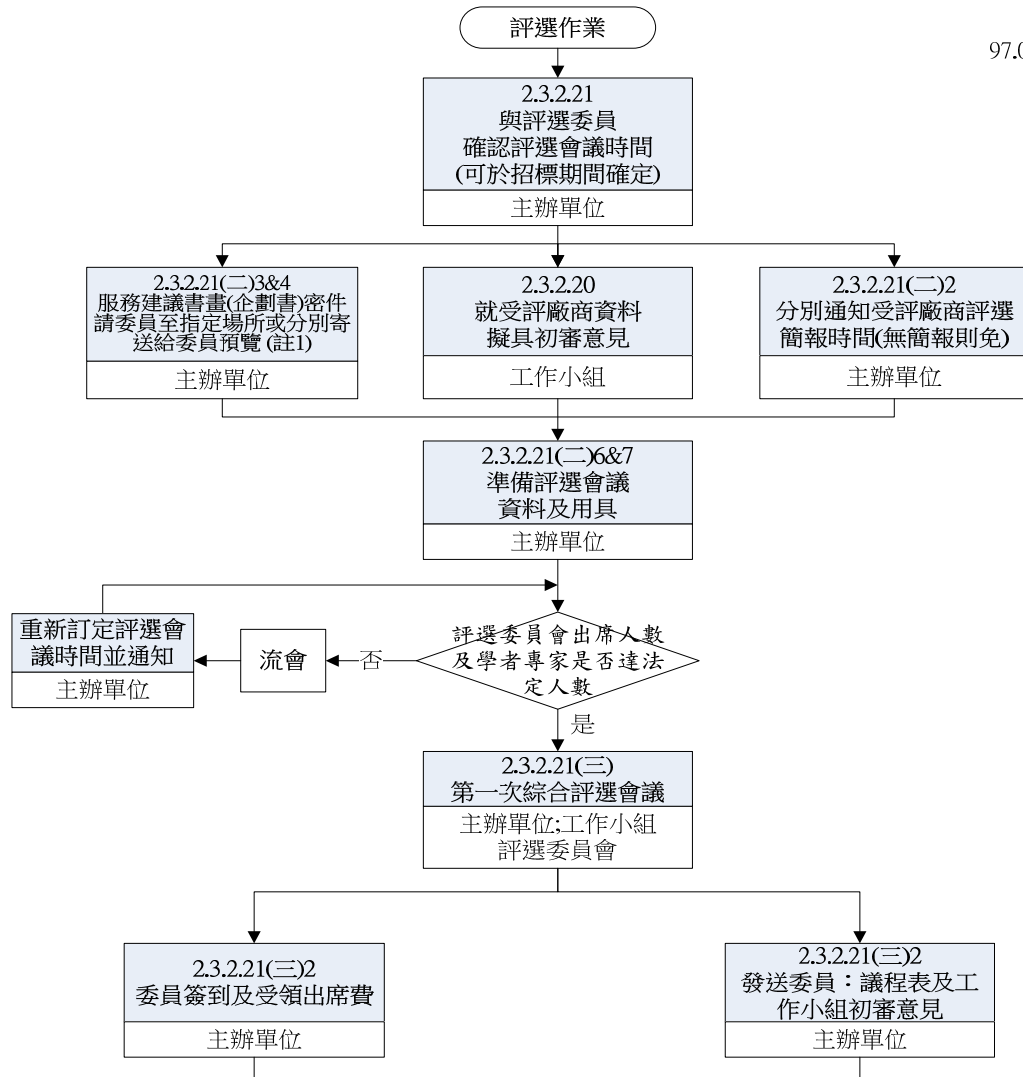 評選作業
97.0
2.3.2.21
與評選委員
確認評選會議時間
(可於招標期間確定)
主辦單位
2.3.2.21(二)3&4
服務建議書畫(企劃書)密件
請委員至指定場所或分別寄
送給委員預覽 (註1)
主辦單位
2.3.2.20
就受評廠商資料
擬具初審意見
工作小組
2.3.2.21(二)2
分別通知受評廠商評選
簡報時間(無簡報則免)
主辦單位
2.3.2.21(二)6&7
準備評選會議
資料及用具
主辦單位
重新訂定評選會
議時間並通知
主辦單位
流會
否
評選委員會出席人數
及學者專家是否達法
定人數
是
2.3.2.21(三)
第一次綜合評選會議
主辦單位;工作小組
評選委員會
2.3.2.21(三)2
委員簽到及受領出席費
主辦單位
2.3.2.21(三)2
發送委員：議程表及工
作小組初審意見
主辦單位